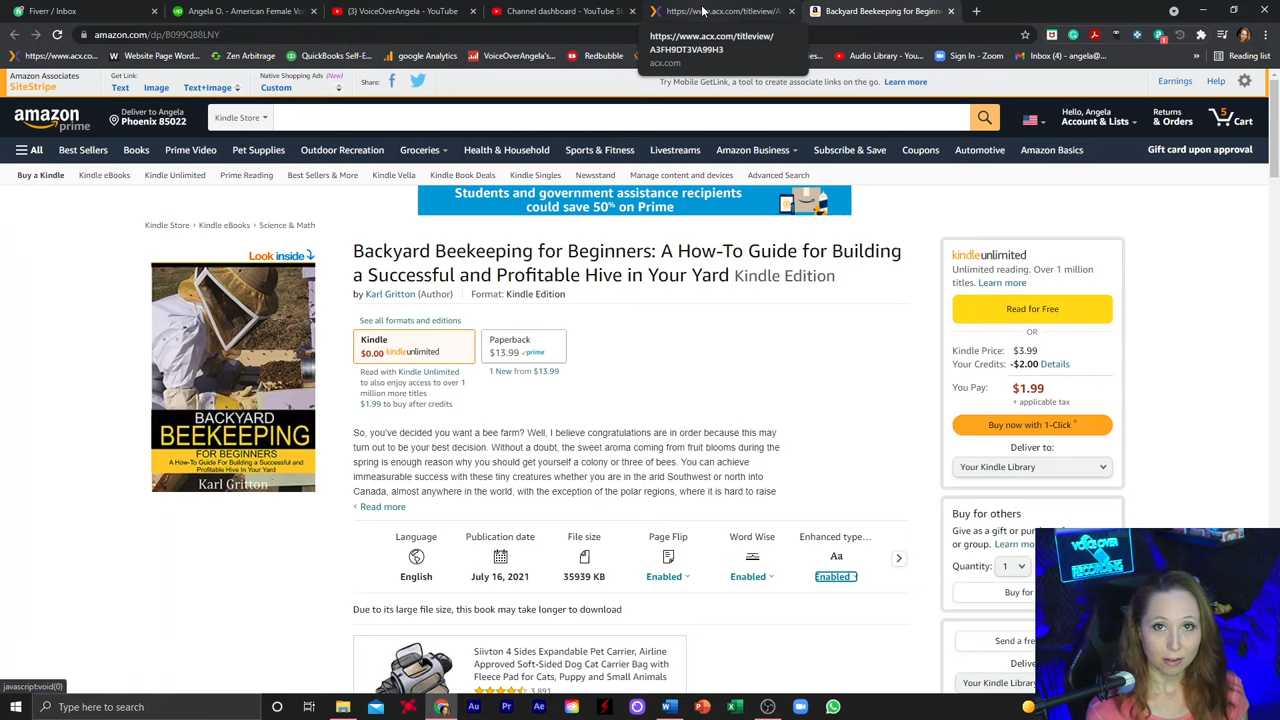 Fiverr / Inbox
Angela O. - American Female Vo
(3) VoiceOverAngela - YouTube
Channel dashboard - YouTube St
https://www.acx.com/titleview/A
Backyard Beekeeping for Beginn
amazon.com/dp/B099Q88LNY
https://www.acx.com/titleview/
A3FH9DT3VA99H3
acx.com
https://www.acx.co...
Website Word Cou...
Zen Arbitrage
QuickBooks
google Analytics
VoiceOverAngela's...
Redbubble
Audio Library - You...
Sign In - Zoom
Inbox (4) - angela@...
Reading list
Amazon Associates
SiteStripe
Get Link:
Text
Image
Text+Image
Native Shopping Ads (New)
Custom
Share:
Try Mobile GetLink, a tool to create associate links on the go. Learn more
Earnings
Help
amazon
prime
Deliver to Angela
Phoenix 85022
Kindle Store
Hello, Angela
Account & Lists
Returns
& Orders
5
Cart
All
Best Sellers
Books
Prime Video
Pet Supplies
Outdoor Recreation
Groceries
Health & Household
Sports & Fitness
Livestreams
Amazon Business
Subscribe & Save
Coupons
Automotive
Amazon Basics
Gift card upon approval
Buy a Kindle
Kindle eBooks
Kindle Unlimited
Prime Reading
Best Sellers & More
Kindle Vella
Kindle Book Deals
Kindle Singles
Newsstand
Manage content and devices
Advanced Search
Students and government assistance recipients
could save 50% on Prime
Kindle Store › Kindle eBooks › Science & Math
Look inside
BACKYARD
BEEKEEPING
FOR BEGINNERS
A How-To Guide For Building a Successful and
Profitable Hive in Your Yard
Karl Gritton
Backyard Beekeeping for Beginners: A How-To Guide for Building
a Successful and Profitable Hive in Your Yard Kindle Edition
by Karl Gritton (Author)
Format: Kindle Edition
See all formats and editions
Kindle
$0.00 kindleunlimited
Paperback
$13.99 prime
Read with Kindle Unlimited
to also enjoy access to over 1
million more titles
$1.99 to buy after credits
1 New from $13.99
So, you've decided you want a bee farm? Well, I believe congratulations are in order because this may
turn out to be your best decision. Without a doubt, the sweet aroma coming from fruit blooms during the
spring is enough reason why you should get yourself a colony or three of bees. You can achieve
immeasurable success with these tiny creatures whether you are in the arid Southwest or north into
Canada, almost anywhere in the world, with the exception of the polar regions, where it is hard to raise
Read more
Language
English
Publication date
July 16, 2021
File size
35939 KB
Page Flip
Enabled
Word Wise
Enabled
Enhanced type…
Aa
Enabled
Due to its large file size, this book may take longer to download
Siivton 4 Sides Expandable Pet Carrier, Airline
Approved Soft-Sided Dog Cat Carrier Bag with
Fleece Pad for Cats, Puppy and Small Animals
3,891
kindleunlimited
Unlimited reading. Over 1 million
titles. Learn more
Read for Free
OR
Kindle Price: $3.99
Your Credits: -$2.00 Details
You Pay: $1.99
+ applicable tax
Buy now with 1-Click ®
Deliver to:
Your Kindle Library
Buy for others
Give as a gift or pu
or group. Learn mo
Quantity: 1
Buy for
Send a fre
Delive
Your Kindle Library
VOICE OVER
RECORDING
javascript:void(0)
Type here to search